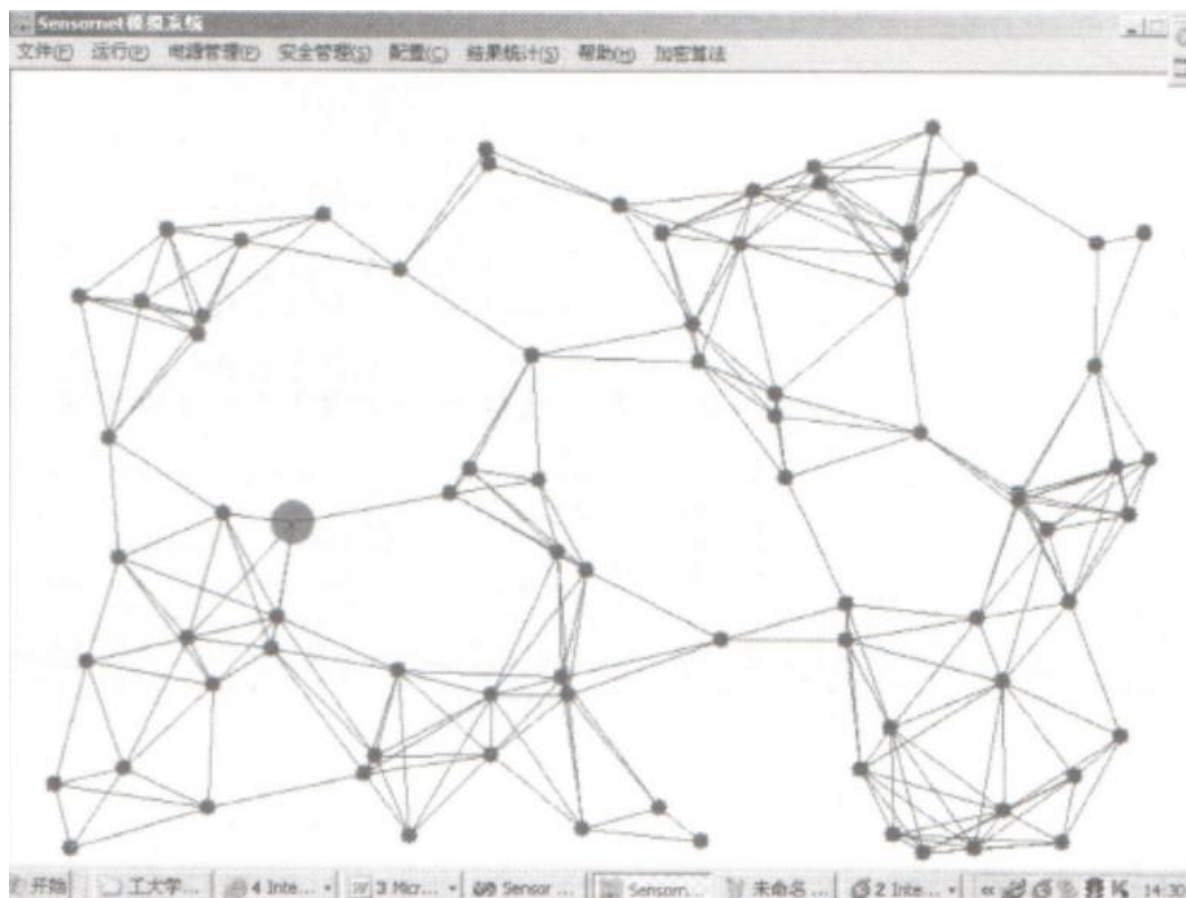 Sensornet模拟系统
文件(F) 运行(P) 电源管理(P) 安全管理(S) 配置(C) 结果统计(S) 帮助(H) 加密算法
开始 工大学... 4 Inte... 3 Micr... Sensor ... Sensorn... 未命名 ... 2 Inte... « 14:30